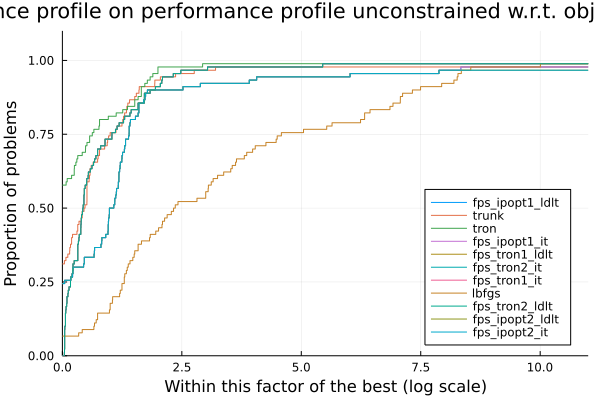 nce profile on performance profile unconstrained w.r.t. obj
1.00
0.75
0.50
0.25
0.00
Proportion of problems
fps_ipopt1_ldlt
trunk
tron
fps_ipopt1_it
fps_tron1_ldlt
fps_tron2_it
fps_tron1_it
lbfgs
fps_tron2_ldlt
fps_ipopt2_ldlt
fps_ipopt2_it
0.0 2.5 5.0 7.5 10.0
Within this factor of the best (log scale)